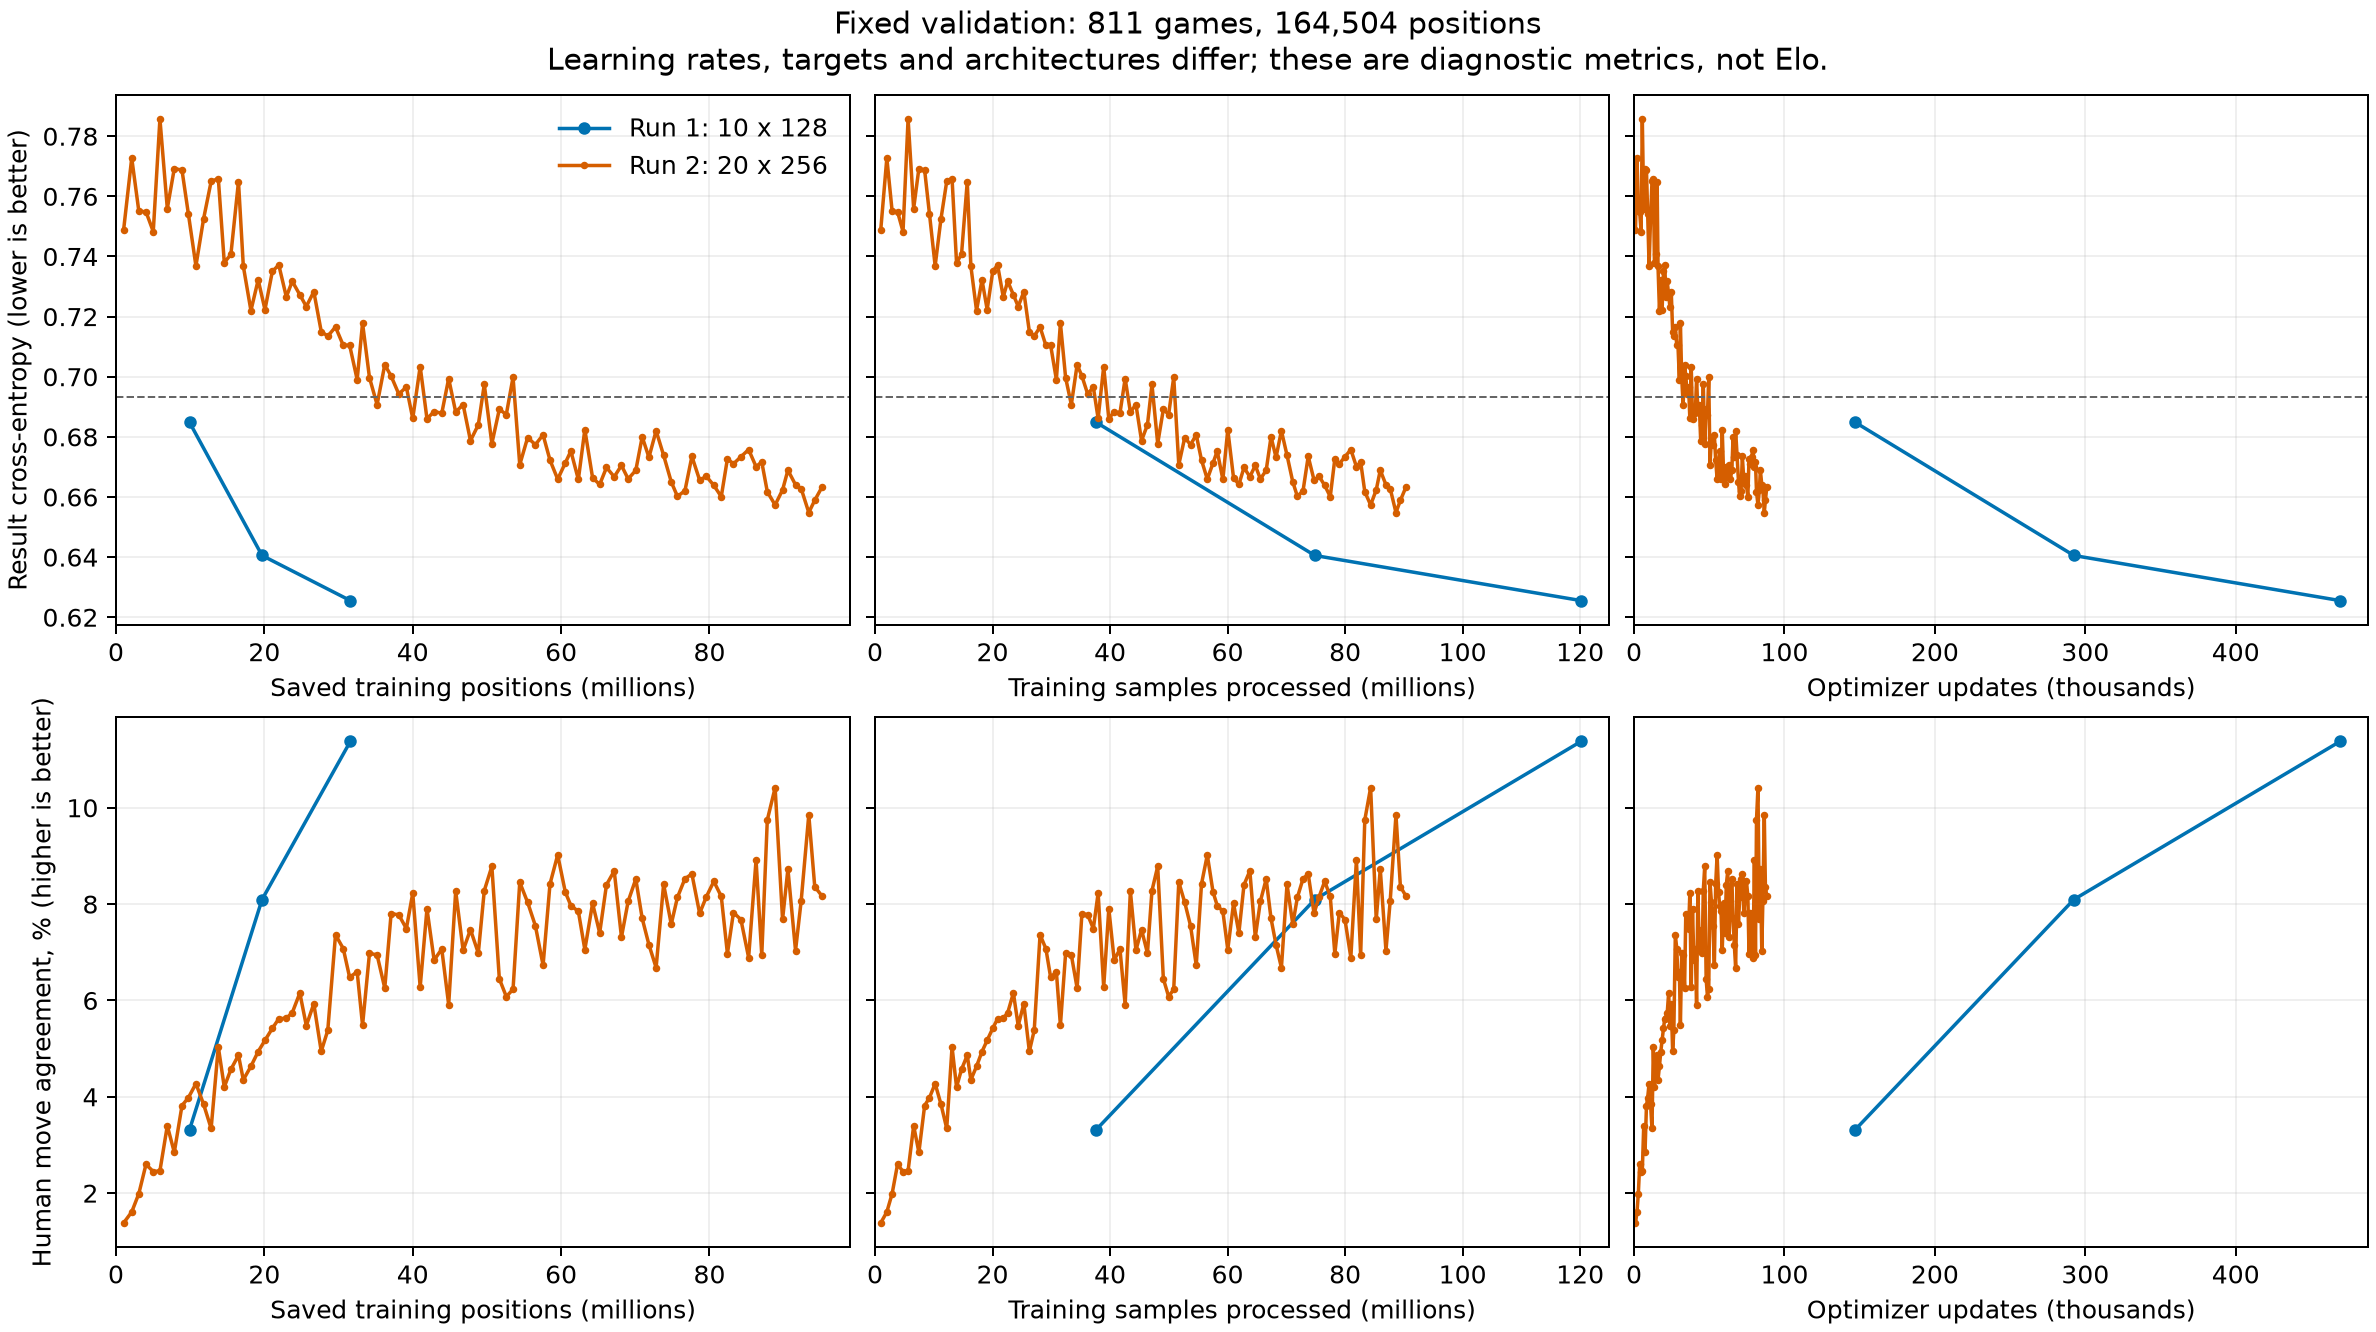 Fixed validation: 811 games, 164,504 positions
Learning rates, targets and architectures differ; these are diagnostic metrics, not Elo.
Result cross-entropy (lower is better)
0.78
0.76
0.74
0.72
0.70
0.68
0.66
0.64
0.62
Run 1: 10 x 128
Run 2: 20 x 256
0 20 40 60 80
Saved training positions (millions)
0 20 40 60 80 100 120
Training samples processed (millions)
0 100 200 300 400
Optimizer updates (thousands)
Human move agreement, % (higher is better)
10
8
6
4
2
0 20 40 60 80
Saved training positions (millions)
0 20 40 60 80 100 120
Training samples processed (millions)
0 100 200 300 400
Optimizer updates (thousands)